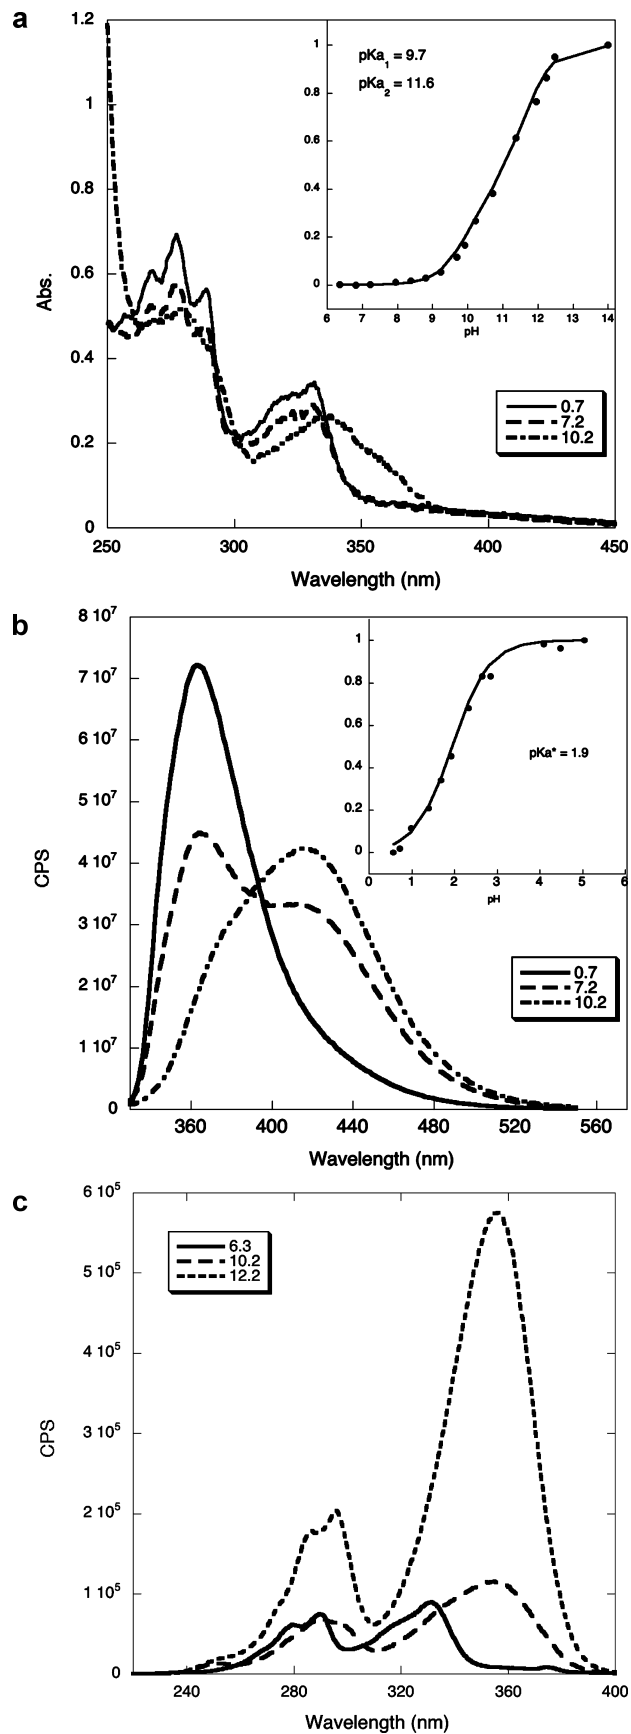 a
1.2
1
0.8
0.6
0.4
0.2
0
Abs.
250 300 350 400 450
Wavelength (nm)
pKa1 = 9.7
pKa2 = 11.6
1
0.8
0.6
0.4
0.2
0
6 7 8 9 10 11 12 13 14
pH
0.7
7.2
10.2
b
8 10^7
7 10^7
6 10^7
5 10^7
4 10^7
3 10^7
2 10^7
1 10^7
0
CPS
360 400 440 480 520 560
Wavelength (nm)
1
0.8
0.6
0.4
0.2
0
pKa* = 1.9
0 1 2 3 4 5 6
pH
0.7
7.2
10.2
c
6 10^5
5 10^5
4 10^5
3 10^5
2 10^5
1 10^5
0
CPS
240 280 320 360 400
Wavelength (nm)
6.3
10.2
12.2